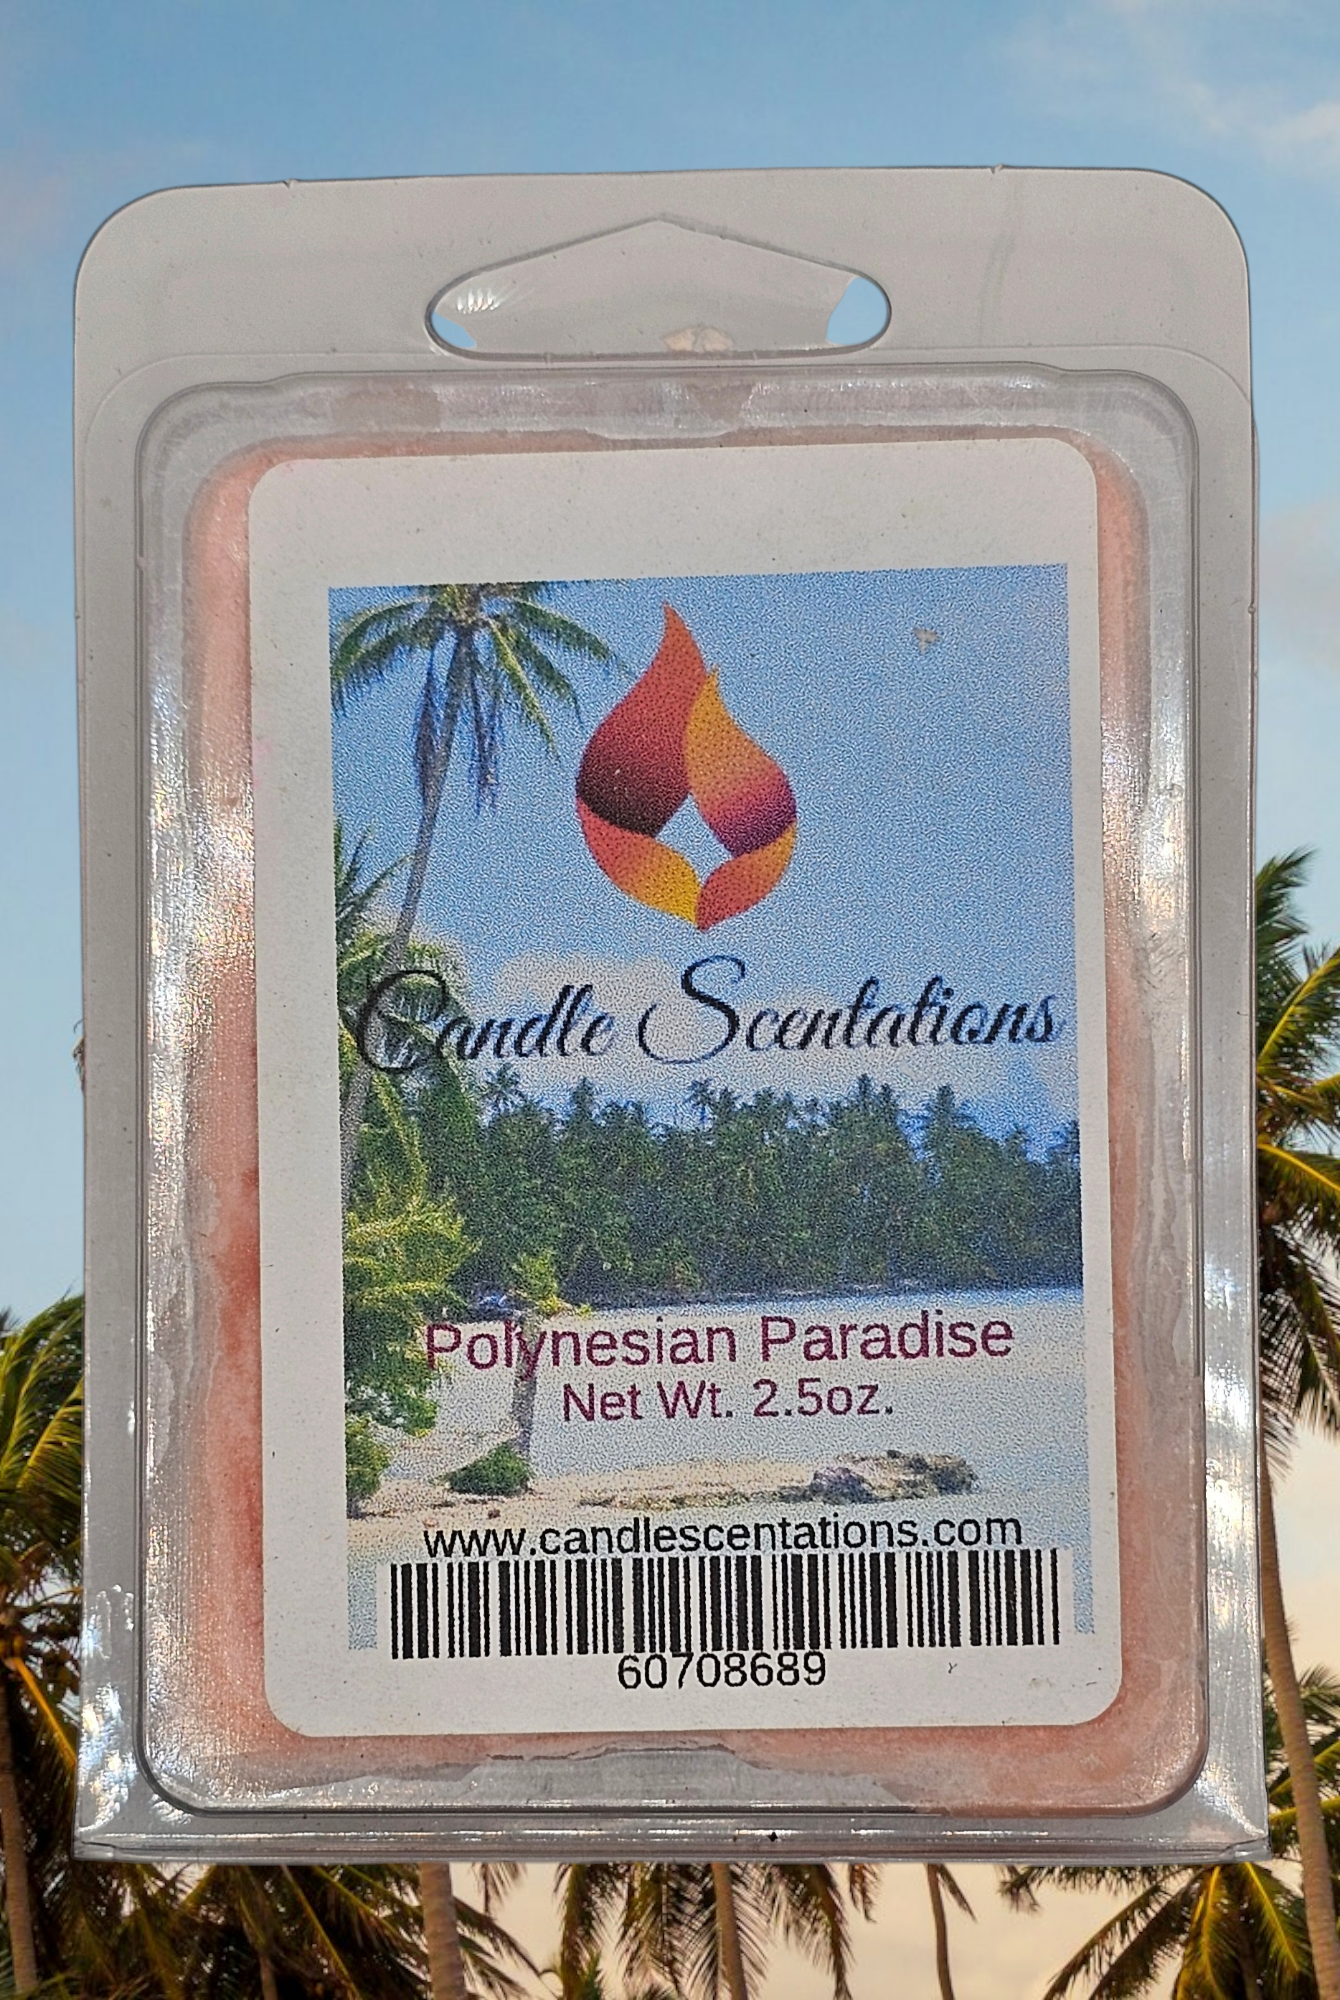 Candle Scentations
Polynesian Paradise
Net Wt. 2.5oz.
www.candlescentations.com
60708689